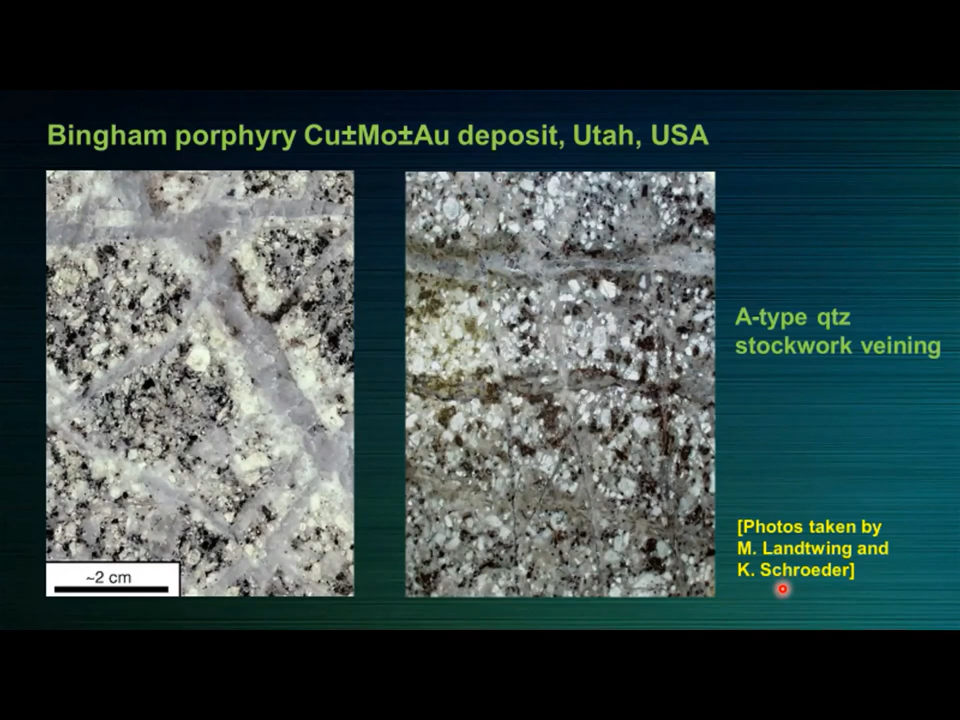 Bingham porphyry Cu±Mo±Au deposit, Utah, USA
A-type qtz
stockwork veining
[Photos taken by
M. Landtwing and
K. Schroeder]
~2 cm